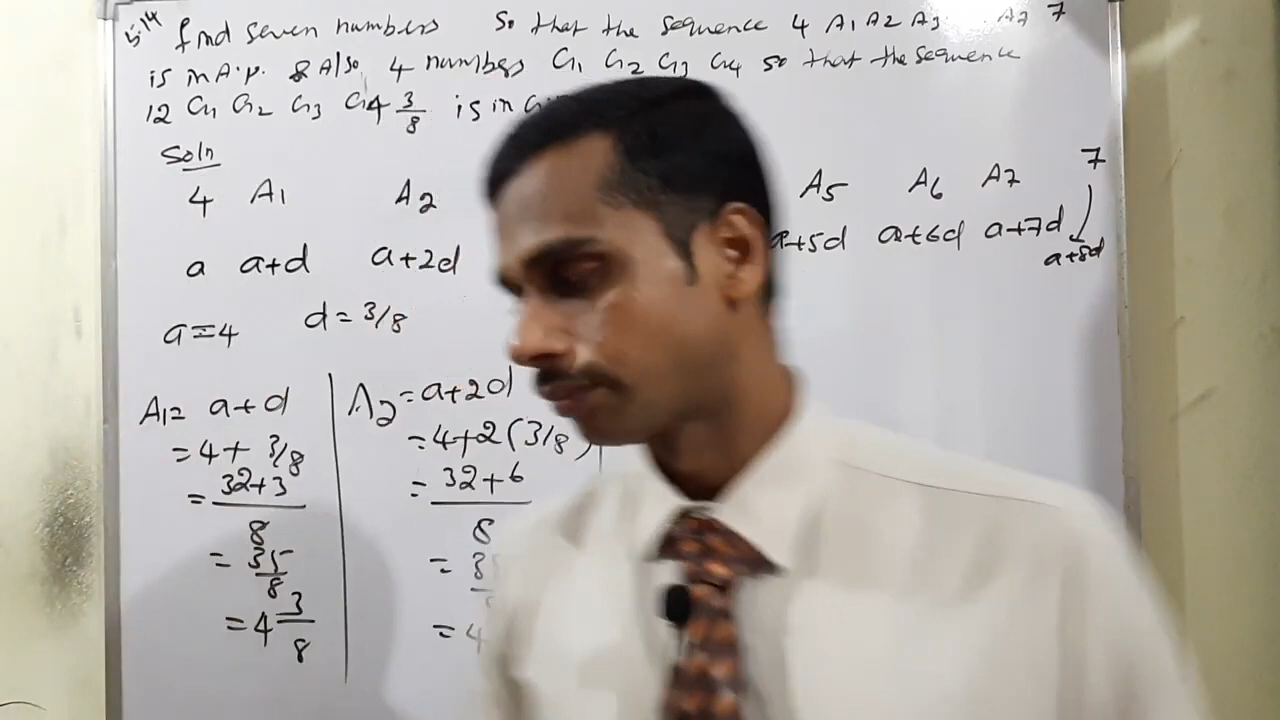 5.14 find seven numbers so that the sequence 4 A1 A2 A3 ... A7 7
is in A.p. & Also 4 numbers G1 G2 G3 G4 so that the sequence
12 G1 G2 G3 G4 3/8 is in
Soln
4 A1 A2 A5 A6 A7 7
a a+d a+2d a+5d a+6d a+7d a+8d
a=4 d = 3/8
A1= a+d
= 4+ 3/8
= 32+3/8
= 35/8
= 4 3/8
A2 = a+2d
= 4+2(3/8)
= 32+6/8
= 3
= 4